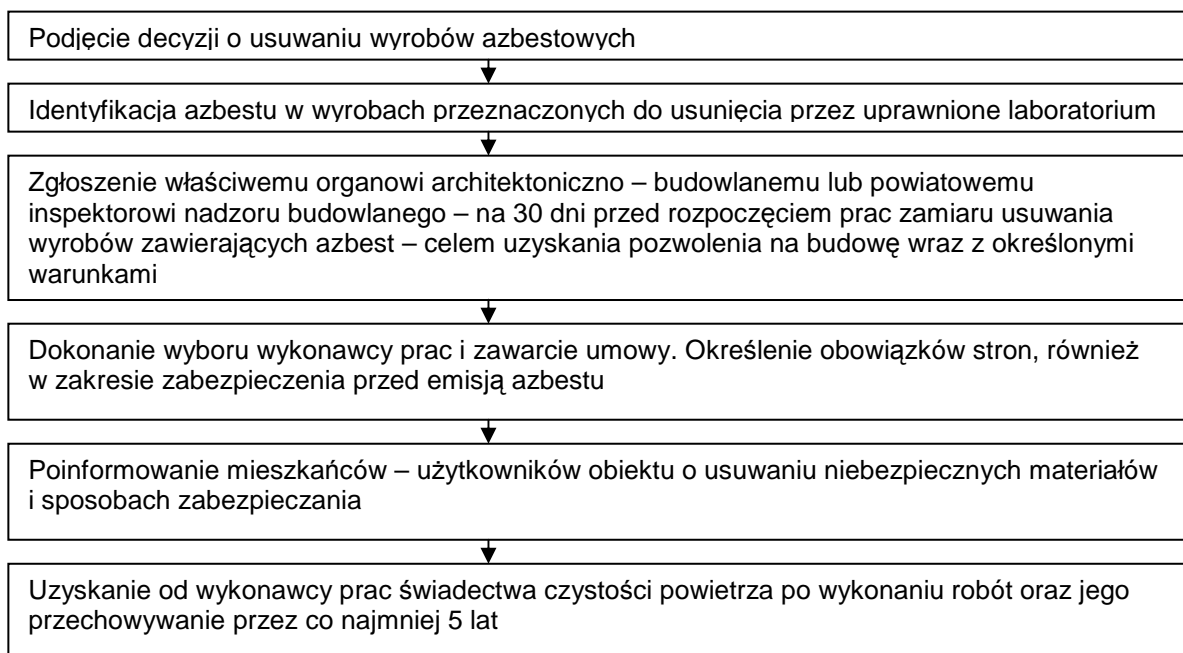 Podjęcie decyzji o usuwaniu wyrobów azbestowych
Identyfikacja azbestu w wyrobach przeznaczonych do usunięcia przez uprawnione laboratorium
Zgłoszenie właściwemu organowi architektoniczno – budowlanemu lub powiatowemu
inspektorowi nadzoru budowlanego – na 30 dni przed rozpoczęciem prac zamiaru usuwania
wyrobów zawierających azbest – celem uzyskania pozwolenia na budowę wraz z określonymi
warunkami
Dokonanie wyboru wykonawcy prac i zawarcie umowy. Określenie obowiązków stron, również
w zakresie zabezpieczenia przed emisją azbestu
Poinformowanie mieszkańców – użytkowników obiektu o usuwaniu niebezpiecznych materiałów
i sposobach zabezpieczania
Uzyskanie od wykonawcy prac świadectwa czystości powietrza po wykonaniu robót oraz jego
przechowywanie przez co najmniej 5 lat